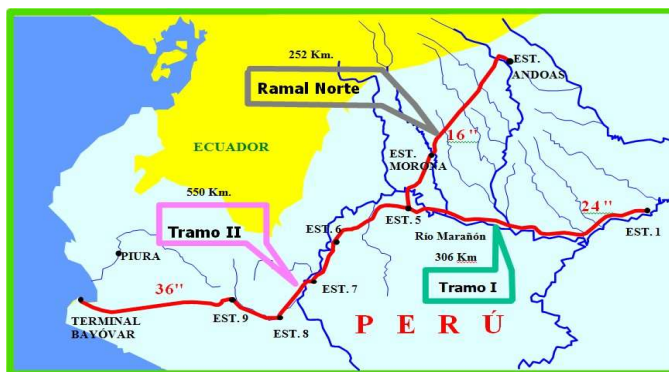 252 Km.
EST.
ANDOAS
Ramal Norte
16"
ECUADOR
EST.
MORONA
550 Km.
24"
EST. 5
EST. 1
Tramo II
EST. 6
Río Marañón
PIURA
306 Km
EST. 7
36"
Tramo I
TERMINAL
BAYÓVAR
EST. 9
EST. 8
PERÚ